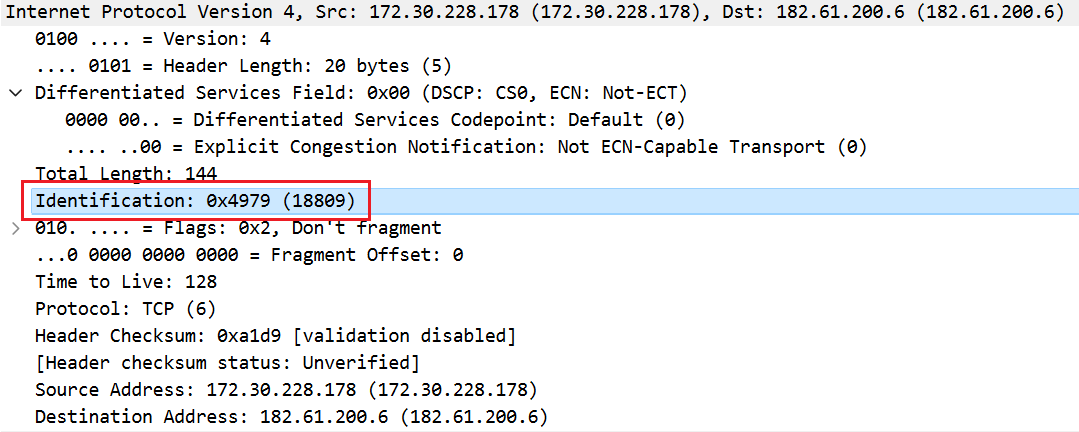 Internet Protocol Version 4, Src: 172.30.228.178 (172.30.228.178), Dst: 182.61.200.6 (182.61.200.6)
0100 .... = Version: 4
.... 0101 = Header Length: 20 bytes (5)
Differentiated Services Field: 0x00 (DSCP: CS0, ECN: Not-ECT)
0000 00.. = Differentiated Services Codepoint: Default (0)
.... ..00 = Explicit Congestion Notification: Not ECN-Capable Transport (0)
Total Length: 144
Identification: 0x4979 (18809)
010. .... = Flags: 0x2, Don't fragment
...0 0000 0000 0000 = Fragment Offset: 0
Time to Live: 128
Protocol: TCP (6)
Header Checksum: 0xa1d9 [validation disabled]
[Header checksum status: Unverified]
Source Address: 172.30.228.178 (172.30.228.178)
Destination Address: 182.61.200.6 (182.61.200.6)